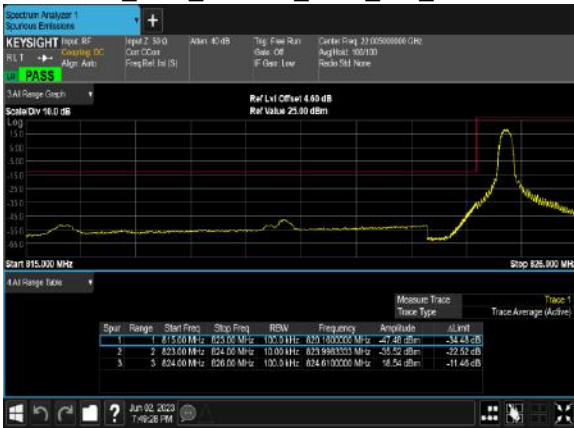 Spectrum Analyzer 1
Spurious Emissions
+
KEYSIGHT Input: RF
Coupling: DC
Align: Auto
Input Z: 50 Ω
Corr CCorr
Freq Ref: Int (S)
Atten: 40 dB
Trig: Free Run
Gate: Off
IF Gain: Low
Center Freq: 22.005000000 GHz
Avg|Hold: 100/100
Radio Std: None
PASS
3.All Range Graph
Scale/Div 10.0 dB
Ref Lvl Offset 4.60 dB
Ref Value 25.00 dBm
Log
15.0
5.00
-5.00
-15.0
-25.0
-35.0
-45.0
-55.0
-65.0
Start 815.000 MHz
Stop 826.000 MHz
4.All Range Table
Measure Trace Trace 1
Trace Type Trace Average (Active)
Spur Range Start Freq Stop Freq RBW Frequency Amplitude ΔLimit
1 1 815.00 MHz 823.00 MHz 100.0 kHz 820.1600000 MHz -47.48 dBm -34.48 dB
2 2 823.00 MHz 824.00 MHz 10.00 kHz 823.9983333 MHz -35.52 dBm -22.52 dB
3 3 824.00 MHz 826.00 MHz 100.0 kHz 824.6100000 MHz 18.54 dBm -11.46 dB
?
Jun 02, 2023
7:49:28 PM